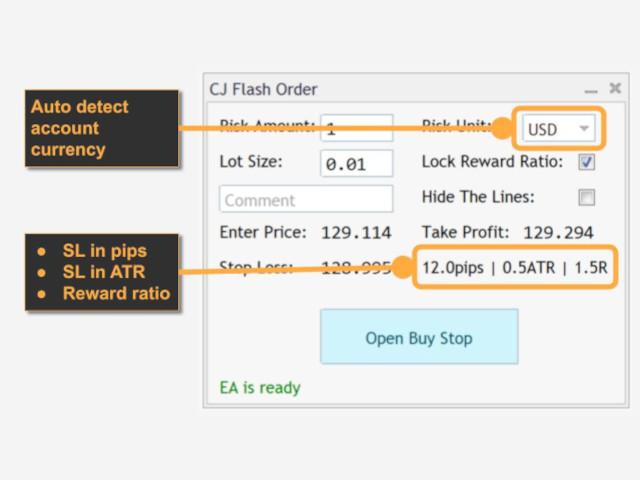 CJ Flash Order
Auto detect
account
currency
Risk Amount: 1 Risk Unit: USD
Lot Size: 0.01 Lock Reward Ratio:
Comment Hide The Lines:
Enter Price: 129.114 Take Profit: 129.294
SL in pips
SL in ATR
Reward ratio
Stop Loss: 128.995 12.0pips | 0.5ATR | 1.5R
Open Buy Stop
EA is ready